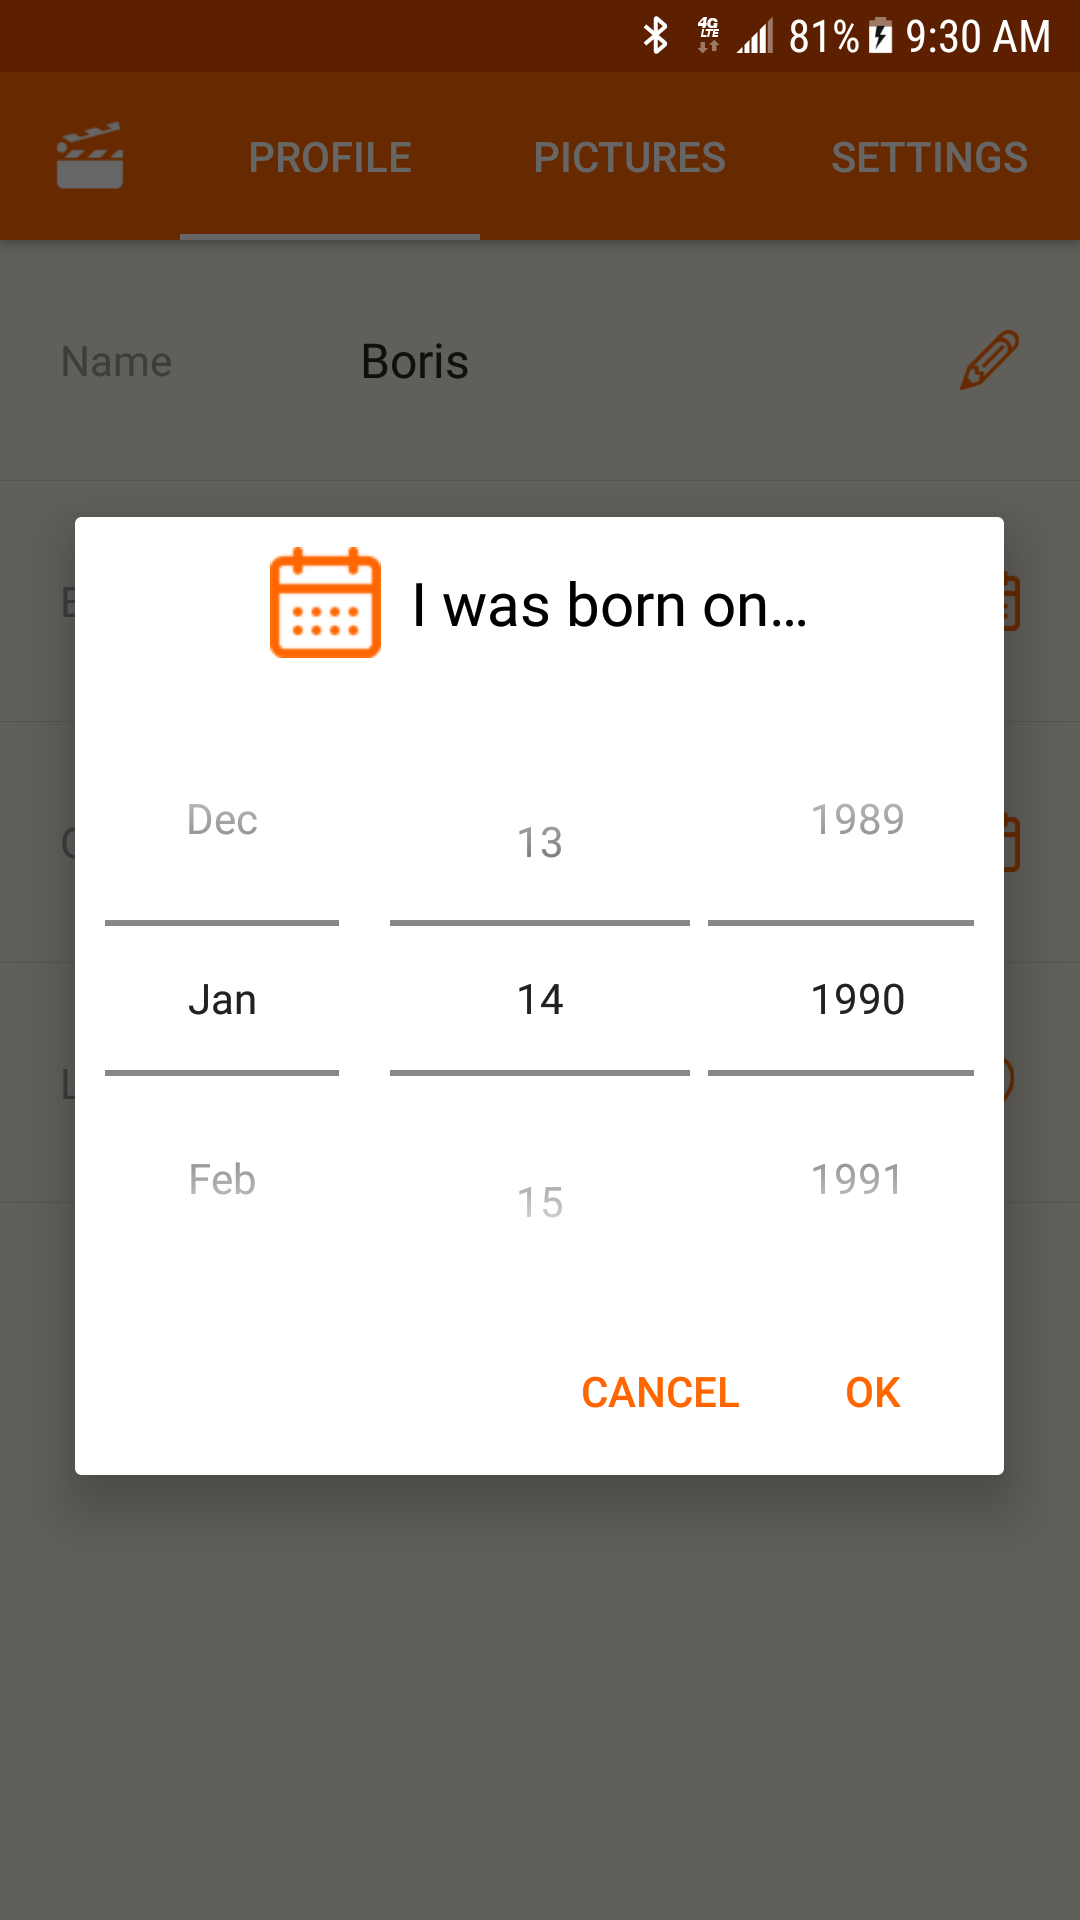 4G LTE 81% 9:30 AM
PROFILE PICTURES SETTINGS
Name Boris
I was born on...
Dec 13 1989
Jan 14 1990
Feb 15 1991
CANCEL OK